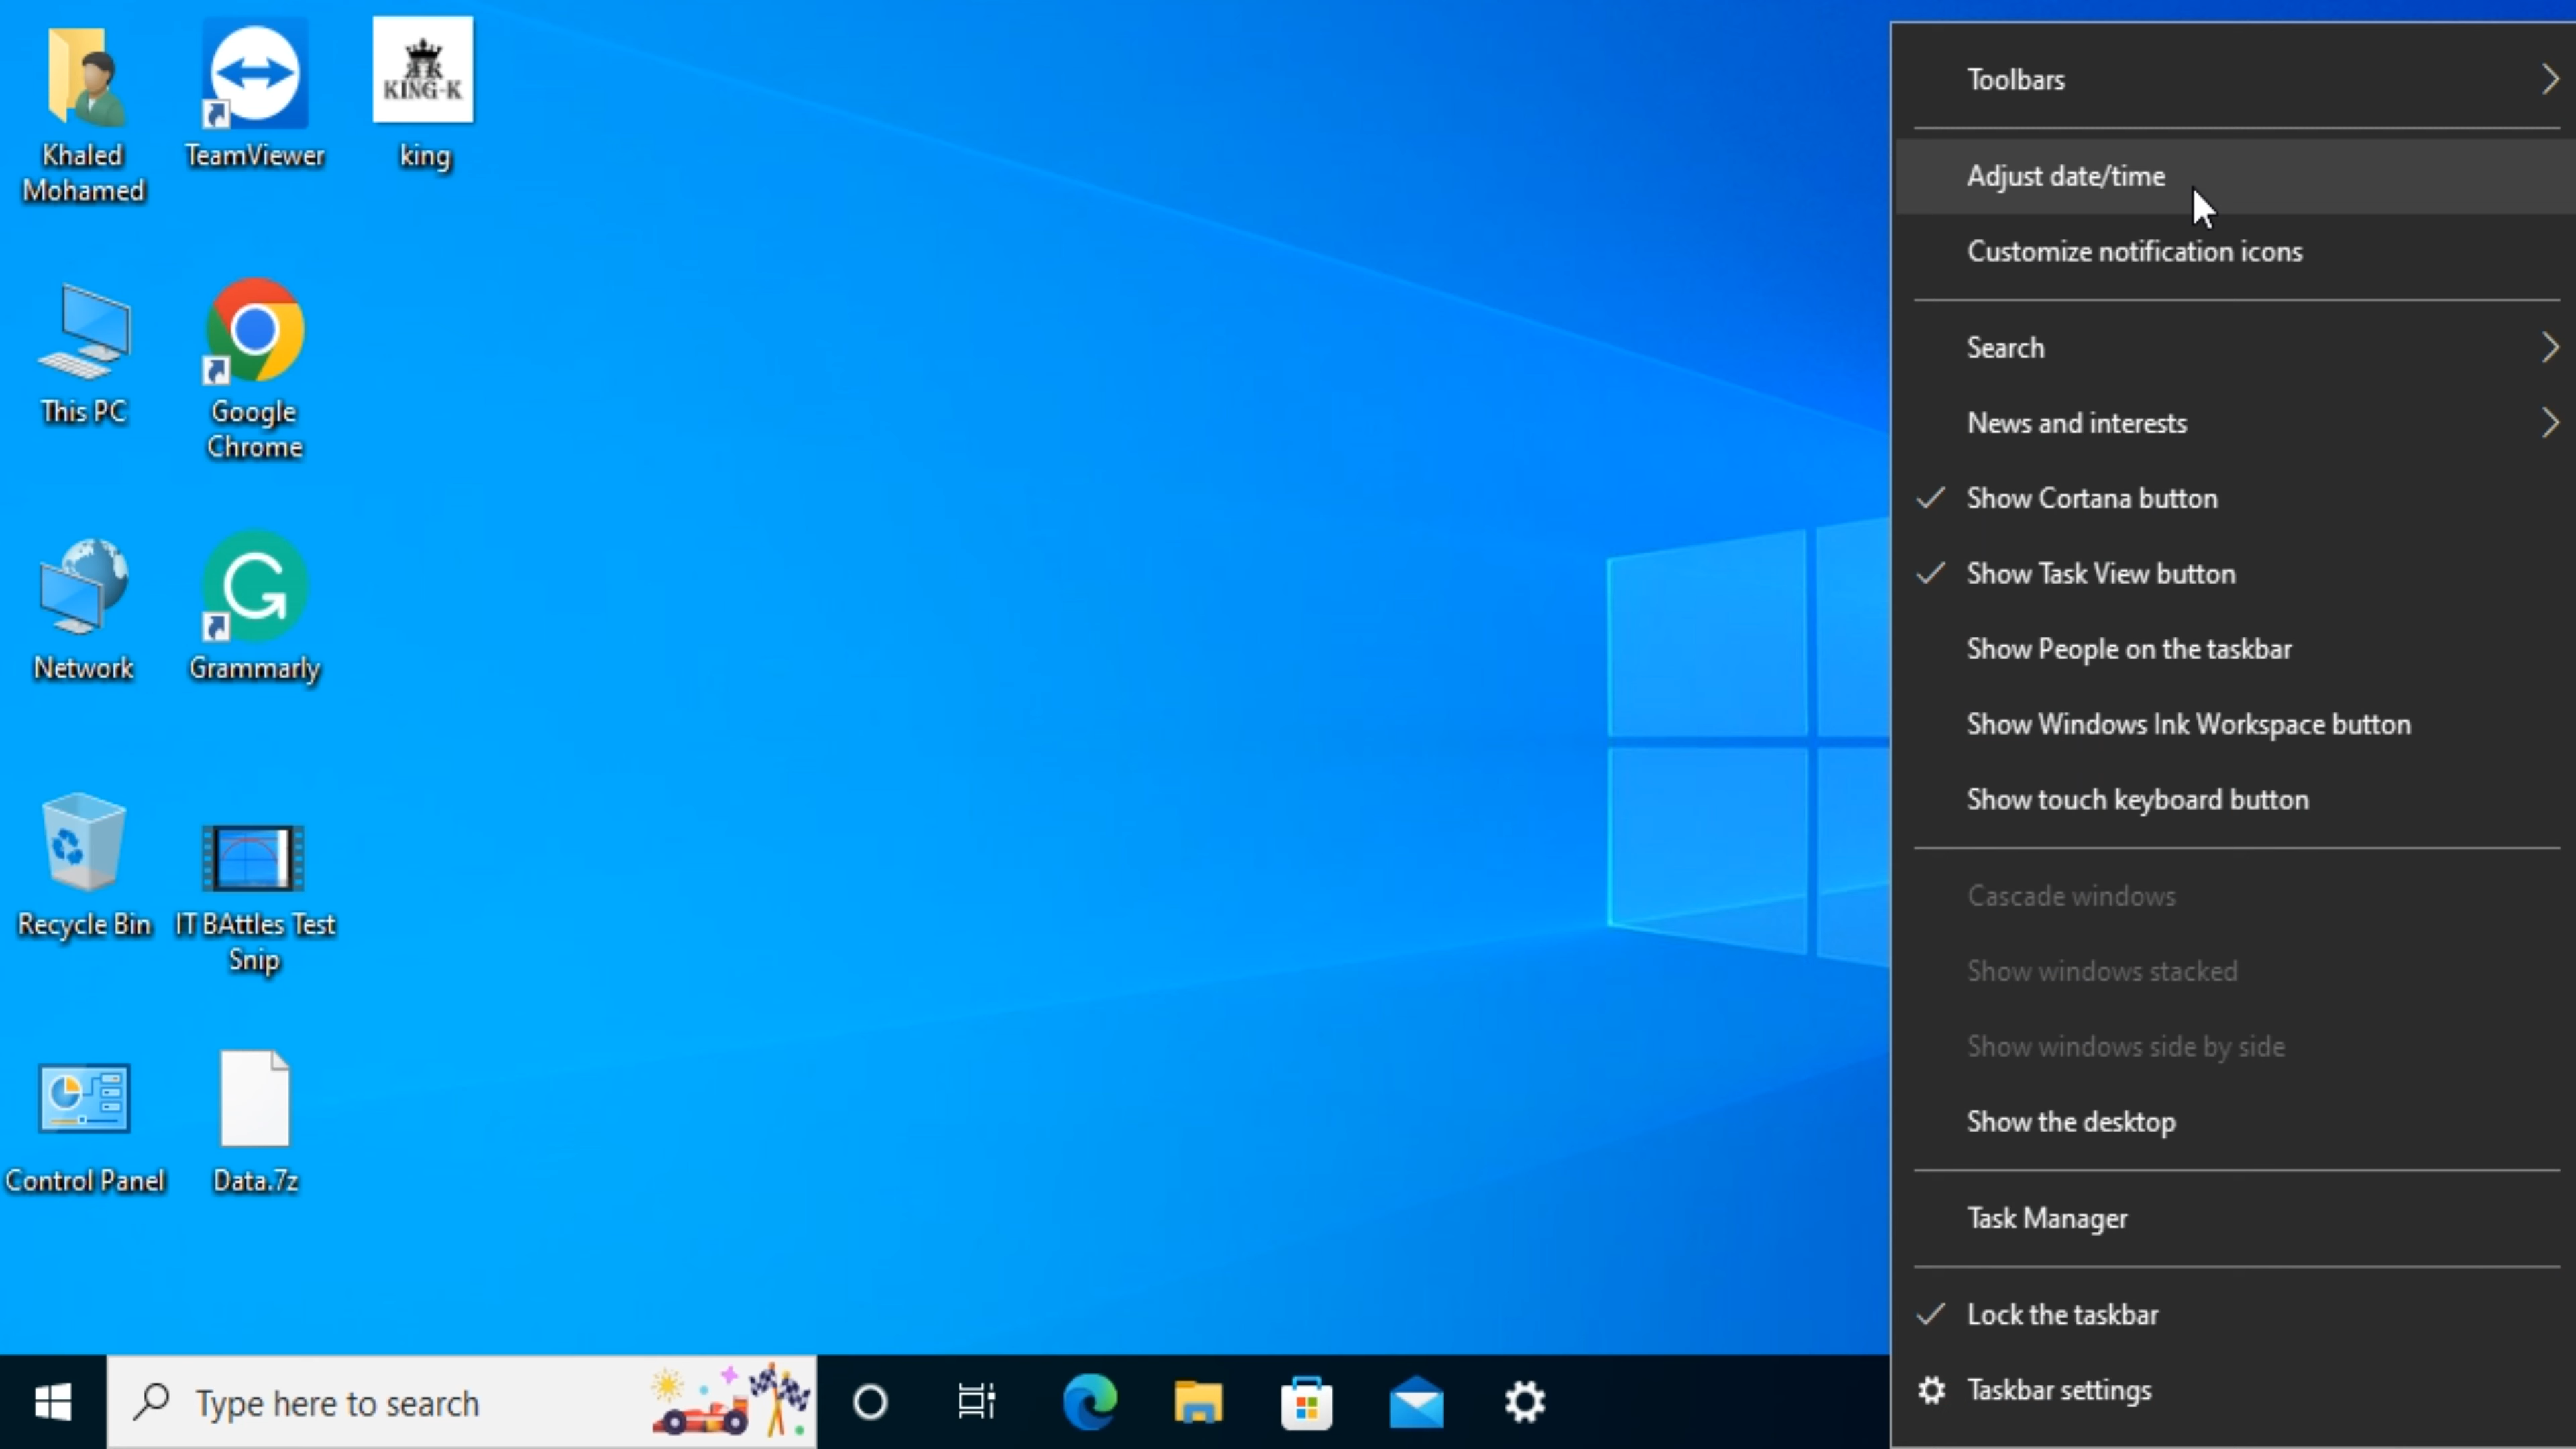 Khaled
Mohamed
TeamViewer
KING-K
king
This PC
Google
Chrome
Network
Grammarly
Recycle Bin
IT BAttles Test
Snip
Control Panel
Data.7z
Toolbars
Adjust date/time
Customize notification icons
Search
News and interests
Show Cortana button
Show Task View button
Show People on the taskbar
Show Windows Ink Workspace button
Show touch keyboard button
Cascade windows
Show windows stacked
Show windows side by side
Show the desktop
Task Manager
Lock the taskbar
Taskbar settings
Type here to search